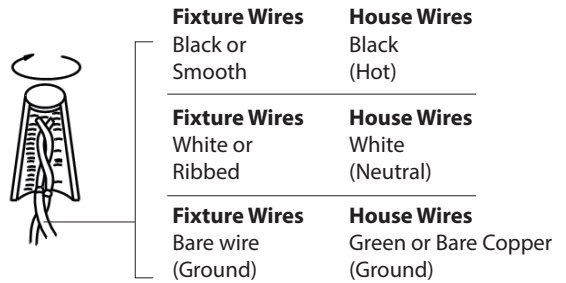 Fixture Wires House Wires
Black or Black
Smooth (Hot)
Fixture Wires House Wires
White or White
Ribbed (Neutral)
Fixture Wires House Wires
Bare wire Green or Bare Copper
(Ground) (Ground)